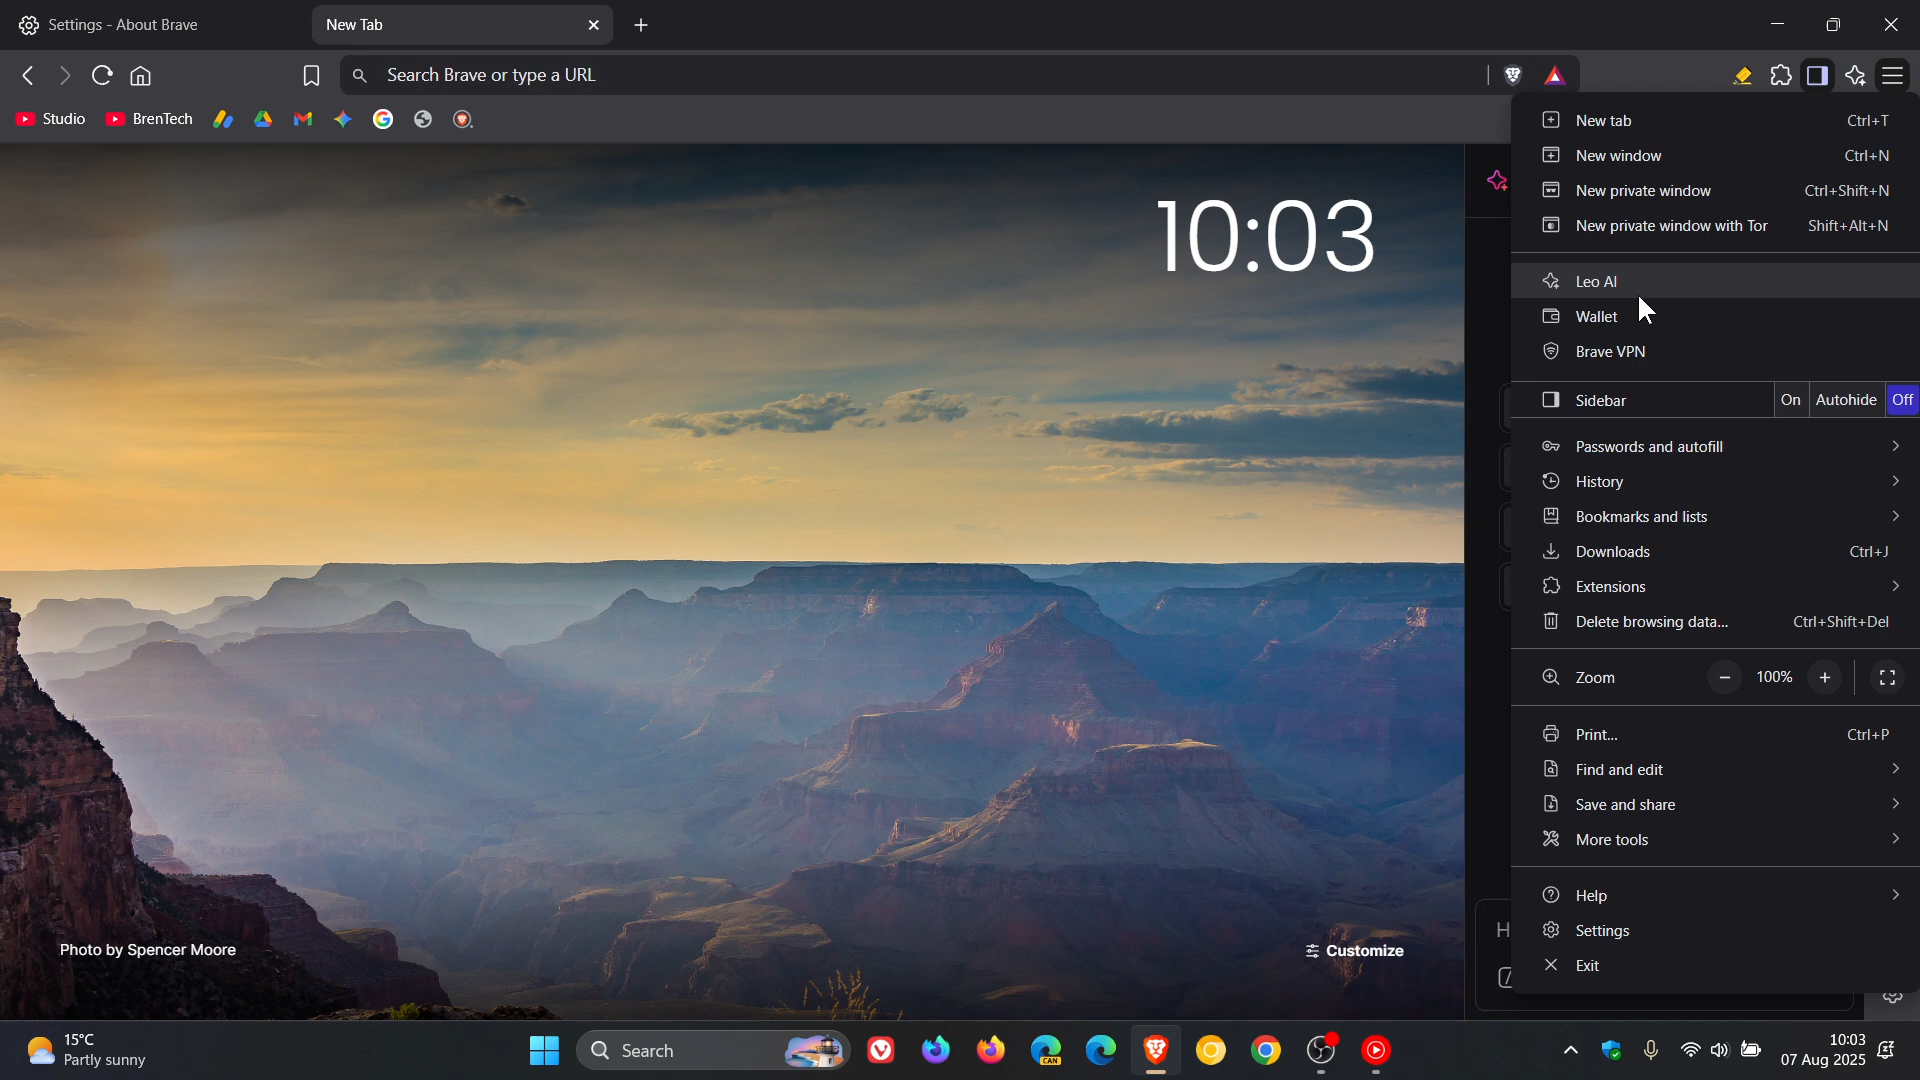 Settings - About Brave
New Tab
Search Brave or type a URL
Studio
BrenTech
10:03
New tab Ctrl+T
New window Ctrl+N
New private window Ctrl+Shift+N
New private window with Tor Shift+Alt+N
Leo AI
Wallet
Brave VPN
Sidebar On Autohide Off
Passwords and autofill
History
Bookmarks and lists
Downloads Ctrl+J
Extensions
Delete browsing data... Ctrl+Shift+Del
Zoom − 100% +
Print... Ctrl+P
Find and edit
Save and share
More tools
Help
Settings
Exit
H
Photo by Spencer Moore
Customize
15°C
Partly sunny
Search
CAN
10:03
07 Aug 2025